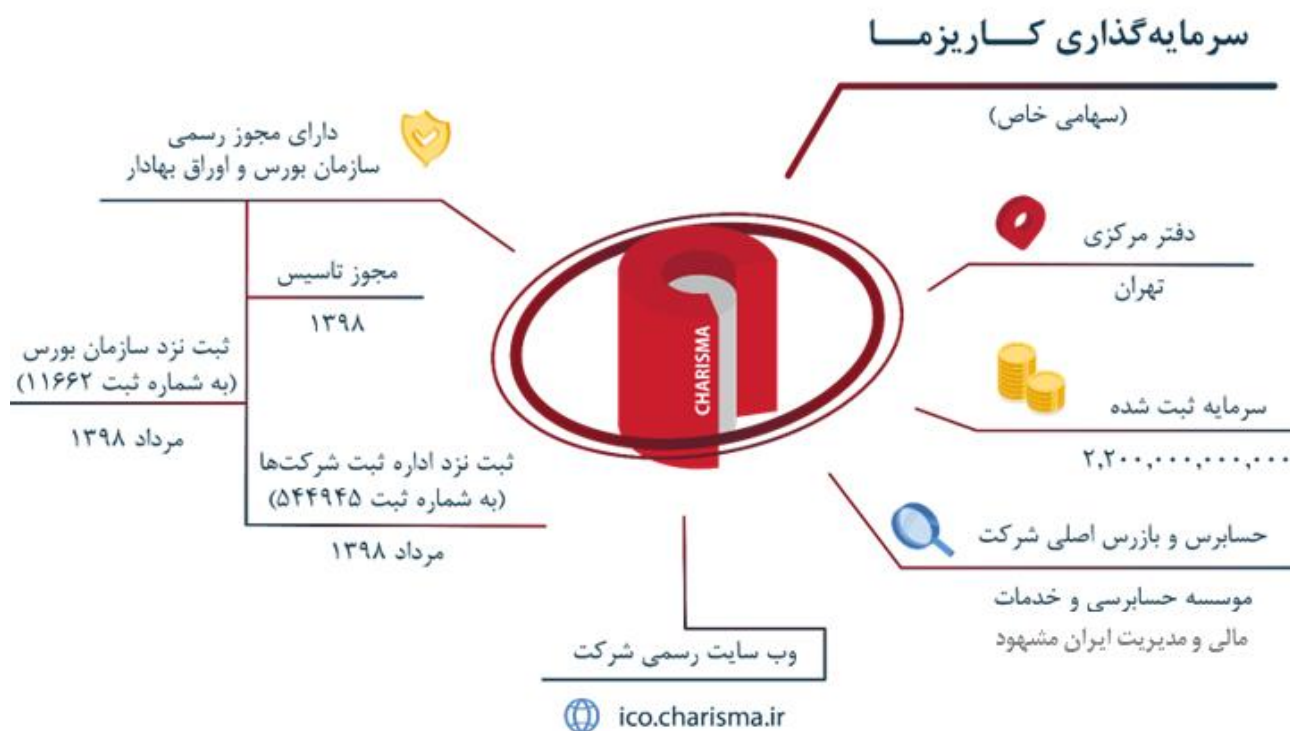 سرمایه‌گذاری کـــاریزمـــا
(سهامی خاص)
دفتر مرکزی
تهران
سرمایه ثبت شده
۲,۲۰۰,۰۰۰,۰۰۰,۰۰۰
حسابرس و بازرس اصلی شرکت
موسسه حسابرسی و خدمات
مالی و مدیریت ایران مشهود
دارای مجوز رسمی
سازمان بورس و اوراق بهادار
مجوز تاسیس
۱۳۹۸
ثبت نزد سازمان بورس
(به شماره ثبت ۱۱۶۶۲)
مرداد ۱۳۹۸
ثبت نزد اداره ثبت شرکت‌ها
(به شماره ثبت ۵۴۴۹۴۵)
مرداد ۱۳۹۸
CHARISMA
وب سایت رسمی شرکت
ico.charisma.ir